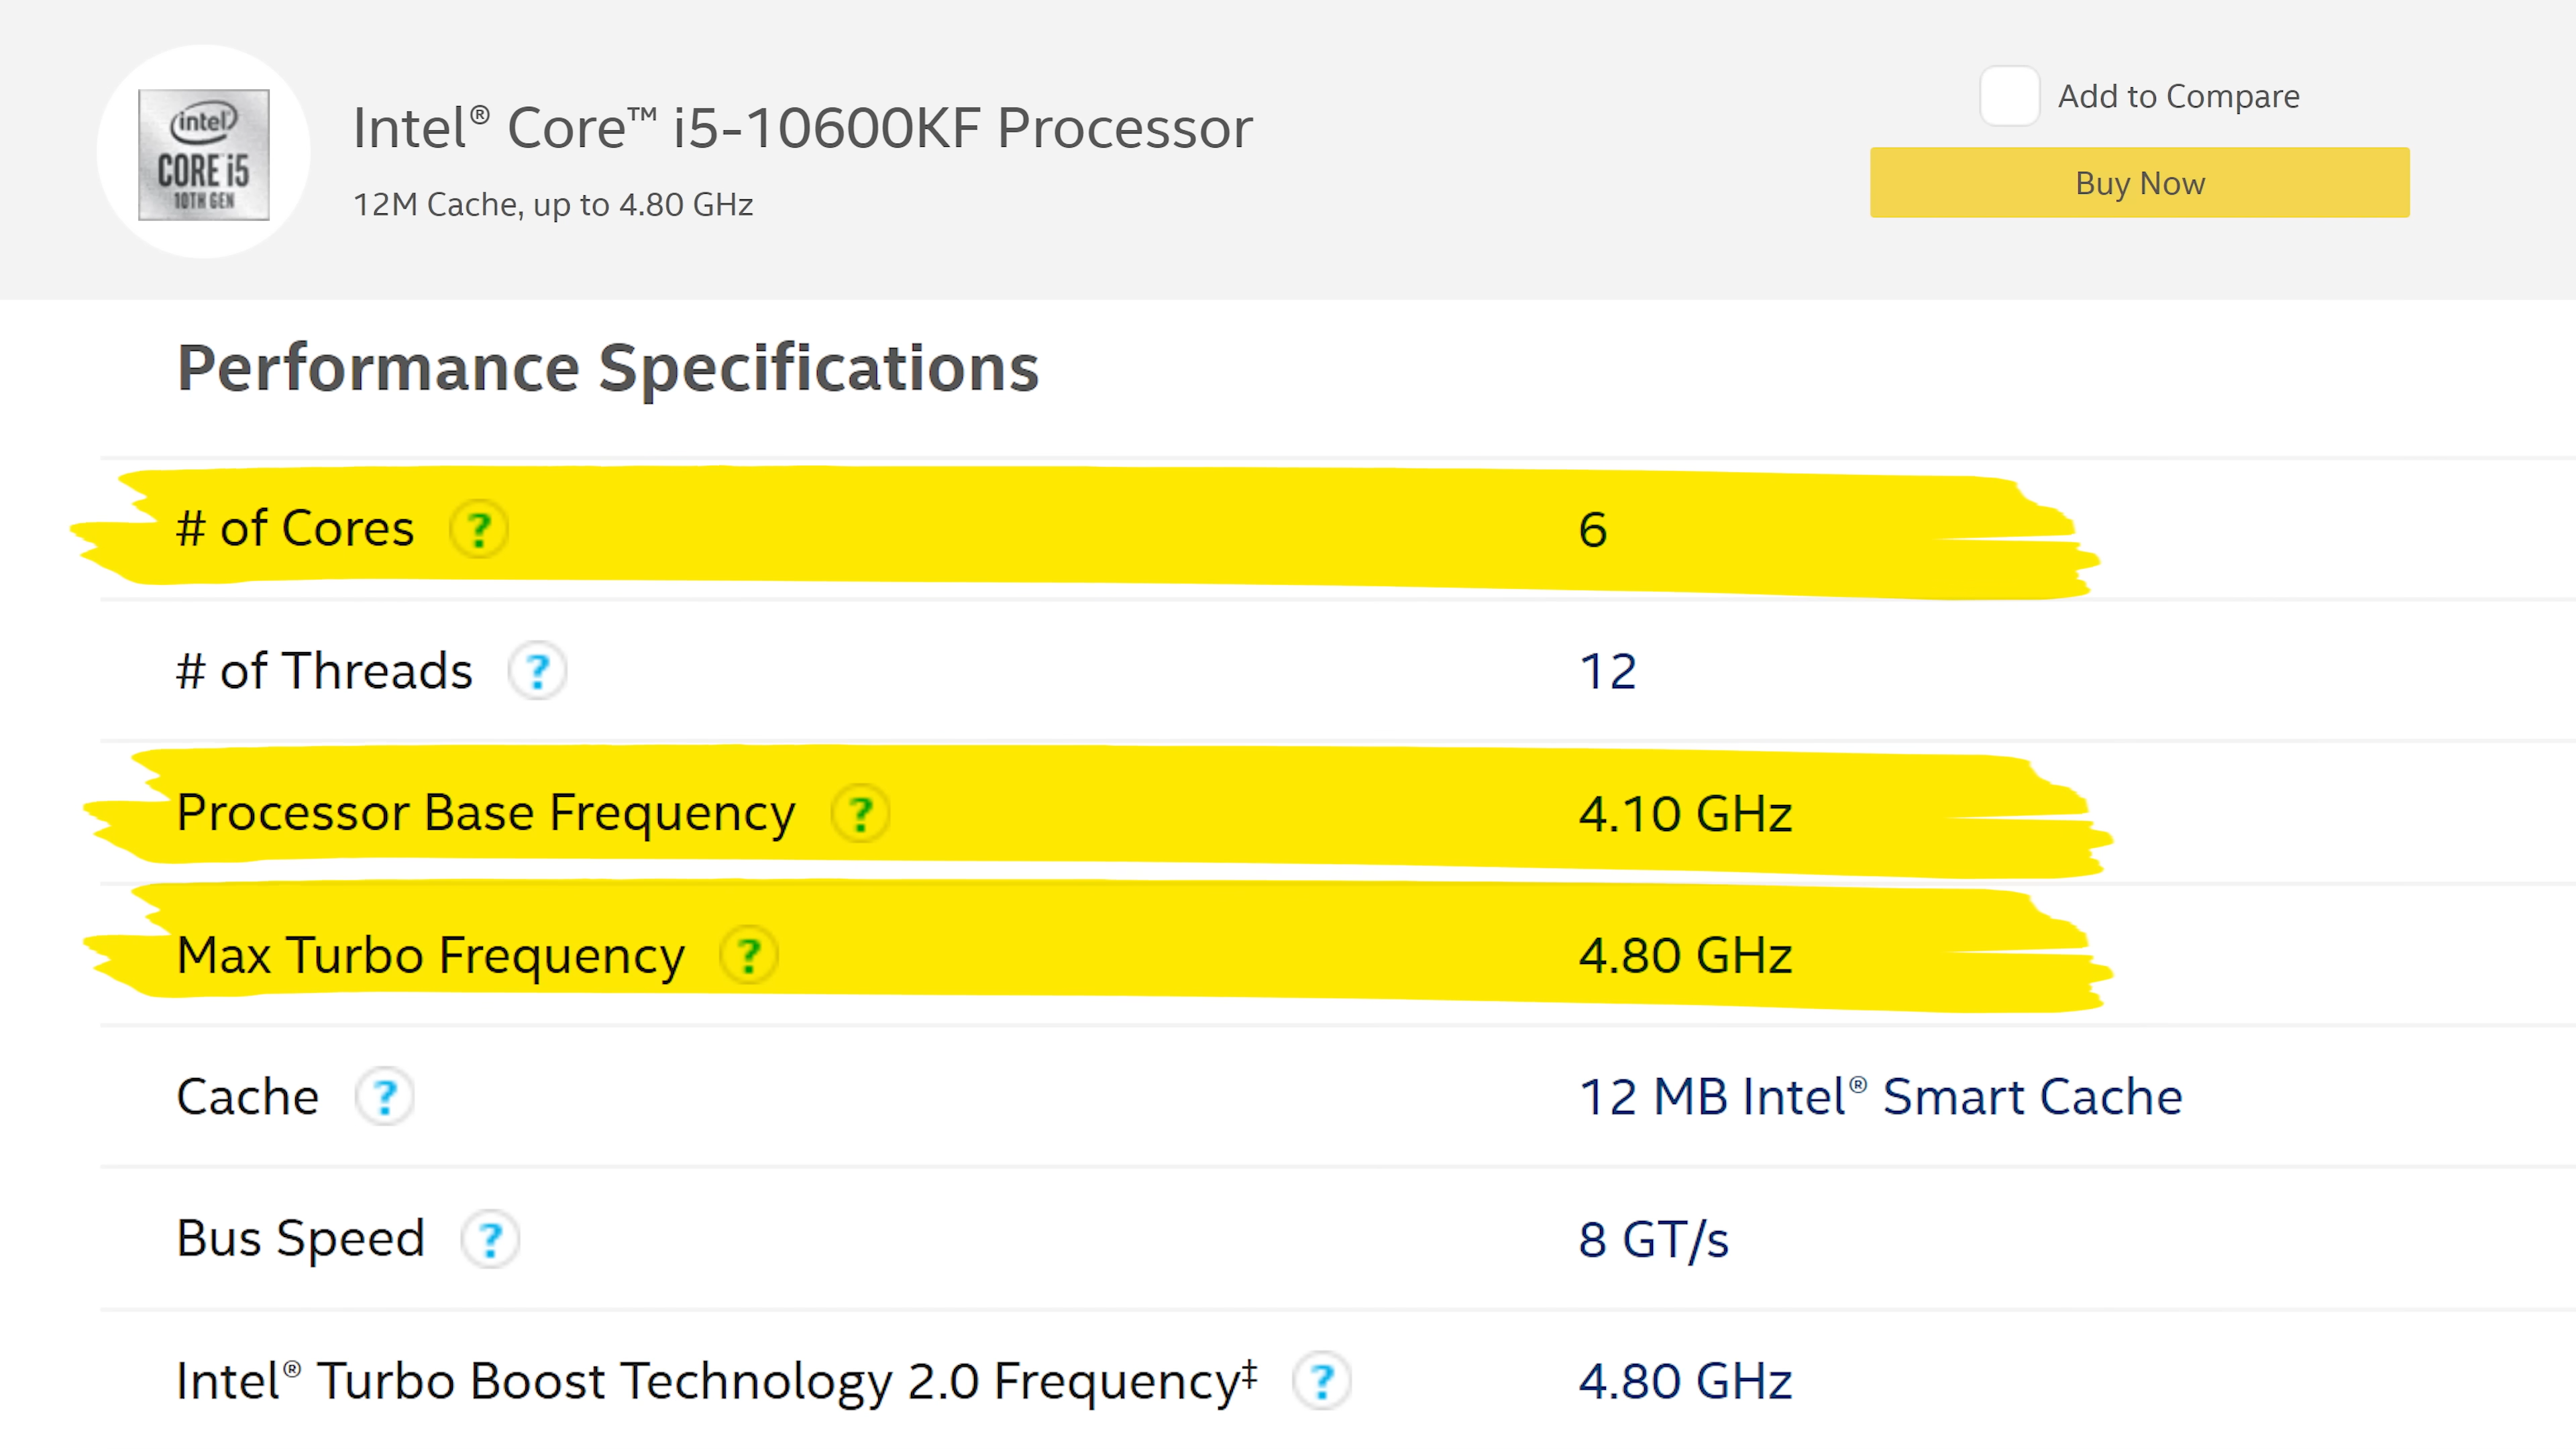 intel
CORE i5
10TH GEN
Intel® Core™ i5-10600KF Processor
12M Cache, up to 4.80 GHz
Add to Compare
Buy Now
Performance Specifications
# of Cores ? 6
# of Threads ? 12
Processor Base Frequency ? 4.10 GHz
Max Turbo Frequency ? 4.80 GHz
Cache ? 12 MB Intel® Smart Cache
Bus Speed ? 8 GT/s
Intel® Turbo Boost Technology 2.0 Frequency‡ ? 4.80 GHz